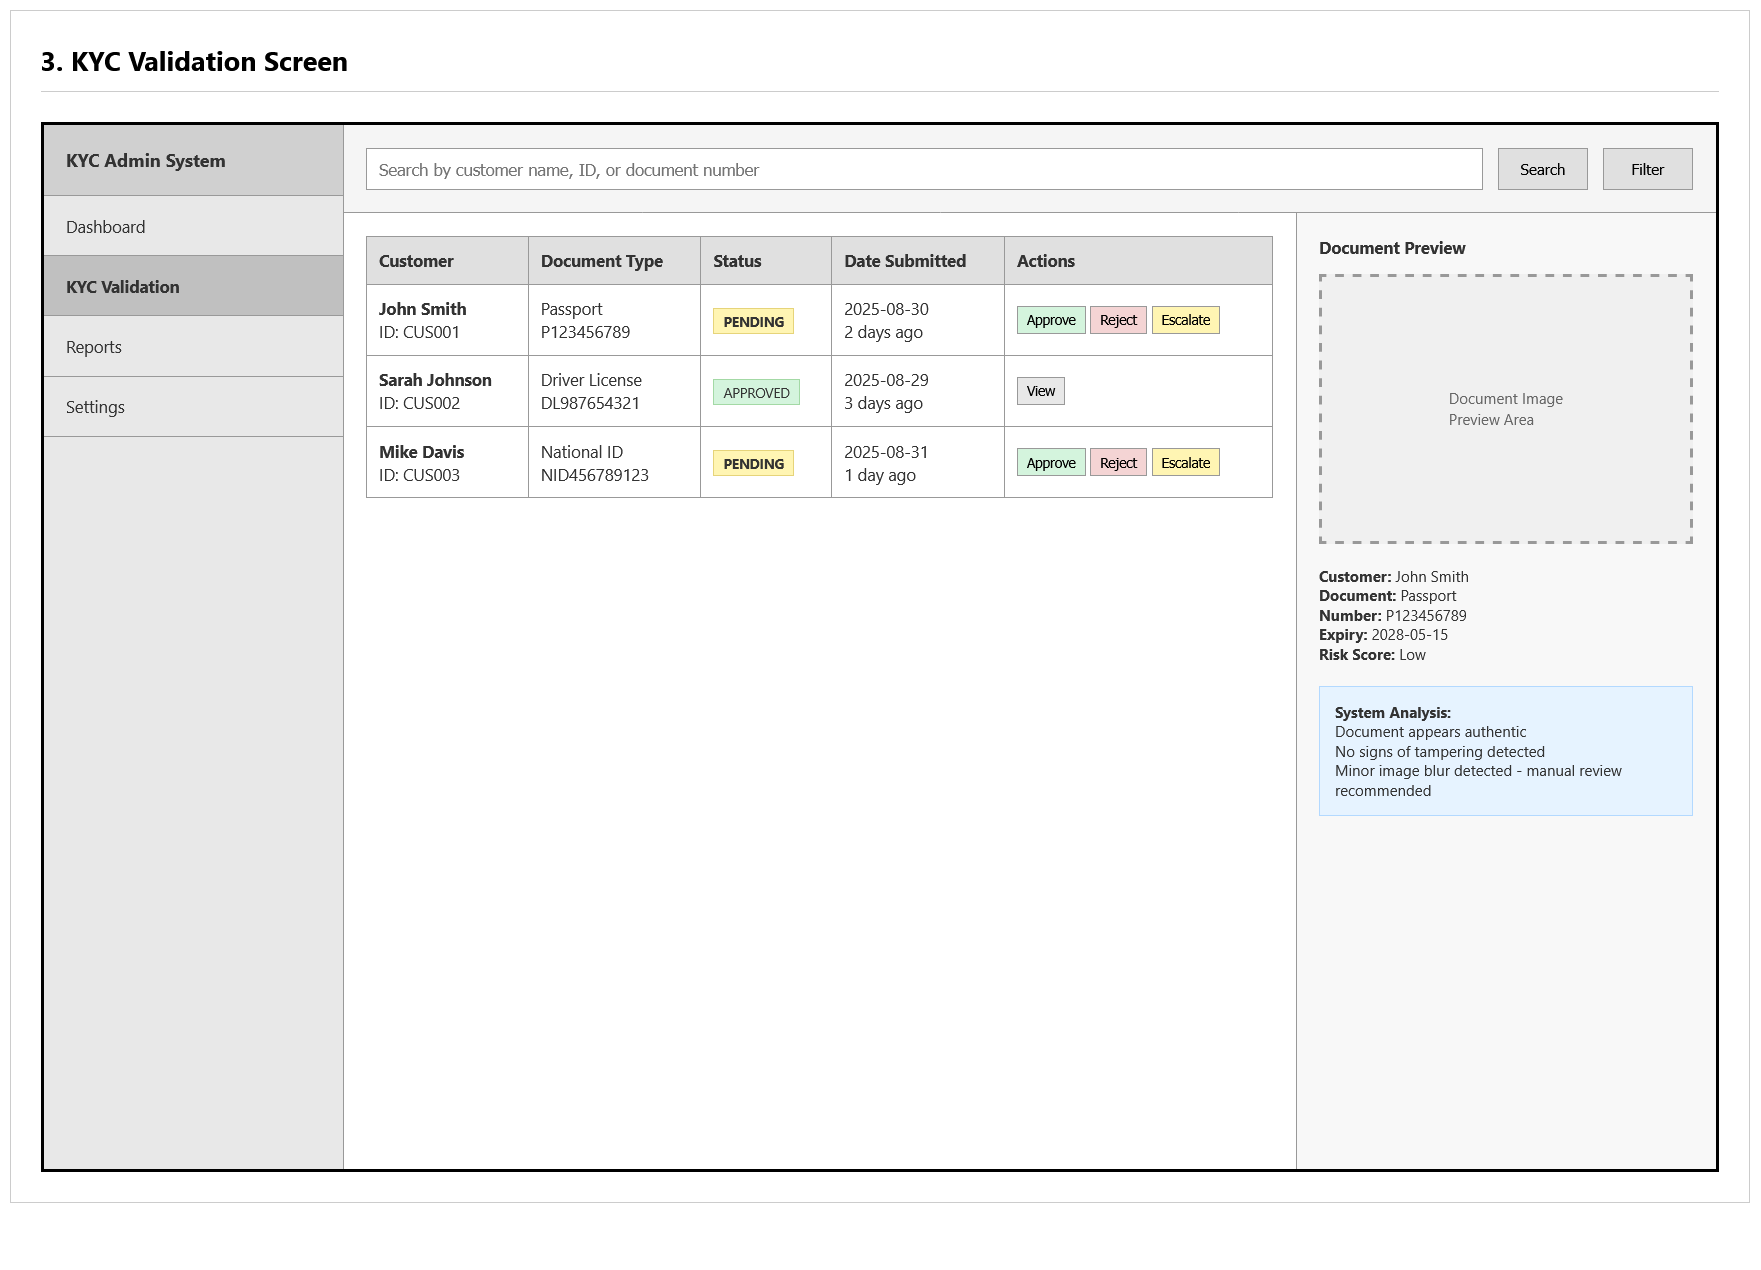 3. KYC Validation Screen
KYC Admin System
Dashboard
KYC Validation
Reports
Settings
Search by customer name, ID, or document number
Search
Filter
Customer
Document Type
Status
Date Submitted
Actions
John Smith
ID: CUS001
Passport
P123456789
PENDING
2025-08-30
2 days ago
Approve
Reject
Escalate
Sarah Johnson
ID: CUS002
Driver License
DL987654321
APPROVED
2025-08-29
3 days ago
View
Mike Davis
ID: CUS003
National ID
NID456789123
PENDING
2025-08-31
1 day ago
Approve
Reject
Escalate
Document Preview
Document Image
Preview Area
Customer: John Smith
Document: Passport
Number: P123456789
Expiry: 2028-05-15
Risk Score: Low
System Analysis:
Document appears authentic
No signs of tampering detected
Minor image blur detected - manual review
recommended